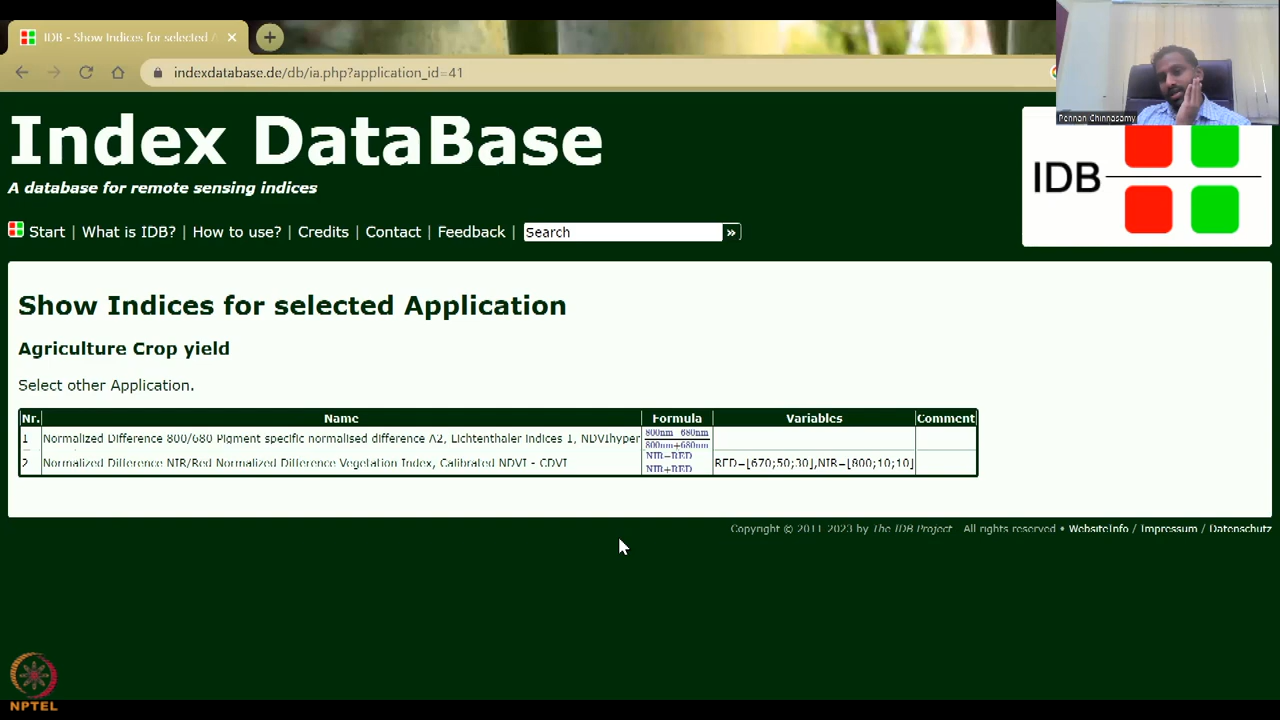 IDB - Show Indices for selected A
indexdatabase.de/db/ia.php?application_id=41
Pennan Chinnasamy
Index DataBase
A database for remote sensing indices
IDB
Start | What is IDB? | How to use? | Credits | Contact | Feedback | Search »
Show Indices for selected Application
Agriculture Crop yield
Select other Application.
Nr. Name Formula Variables Comment
1 Normalized Difference 800/680 Pigment specific normalised difference A2, Lichtenthaler indices 1, NDVIhyper 800nm-680nm
800nm+680nm
2 Normalized Difference NIR/Red Normalized Difference Vegetation Index, Calibrated NDVI - CDVI NIR-RED RED=[670;50;30],NIR=[800;10;10]
NIR+RED
Copyright © 2011-2023 by The IDB Project All rights reserved • WebsiteInfo / Impressum / Datenschutz
NPTEL